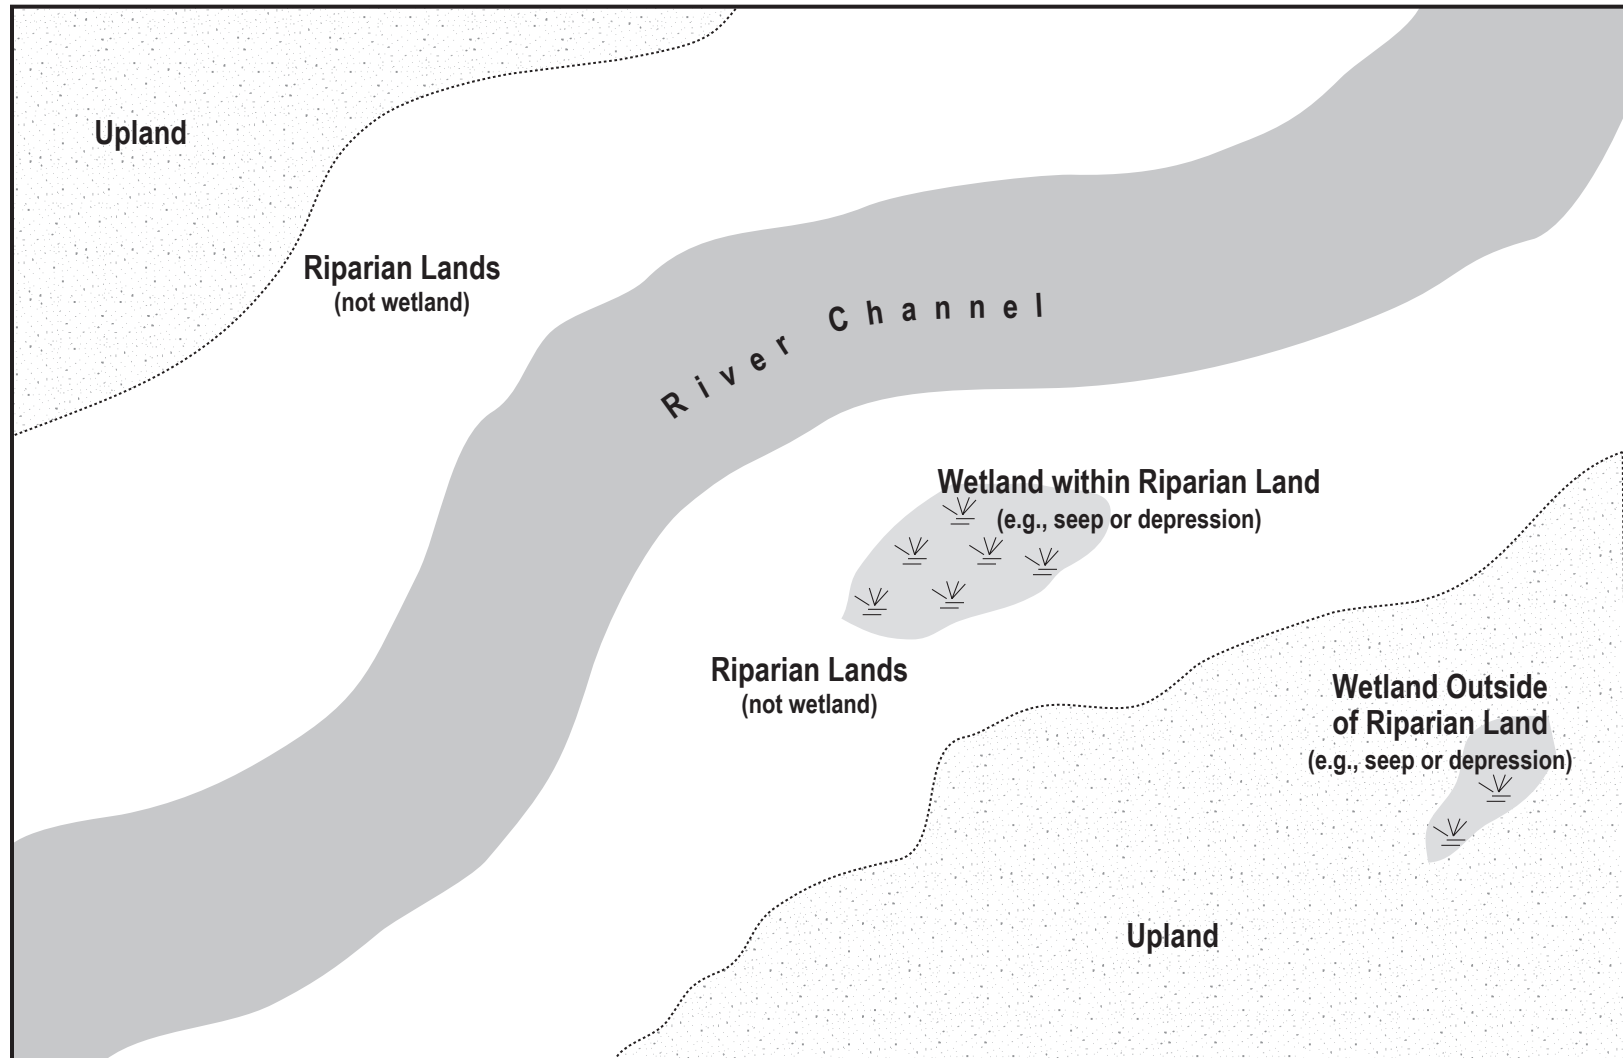 Upland
Riparian Lands
(not wetland)
River Channel
Wetland within Riparian Land
(e.g., seep or depression)
Riparian Lands
(not wetland)
Wetland Outside
of Riparian Land
(e.g., seep or depression)
Upland